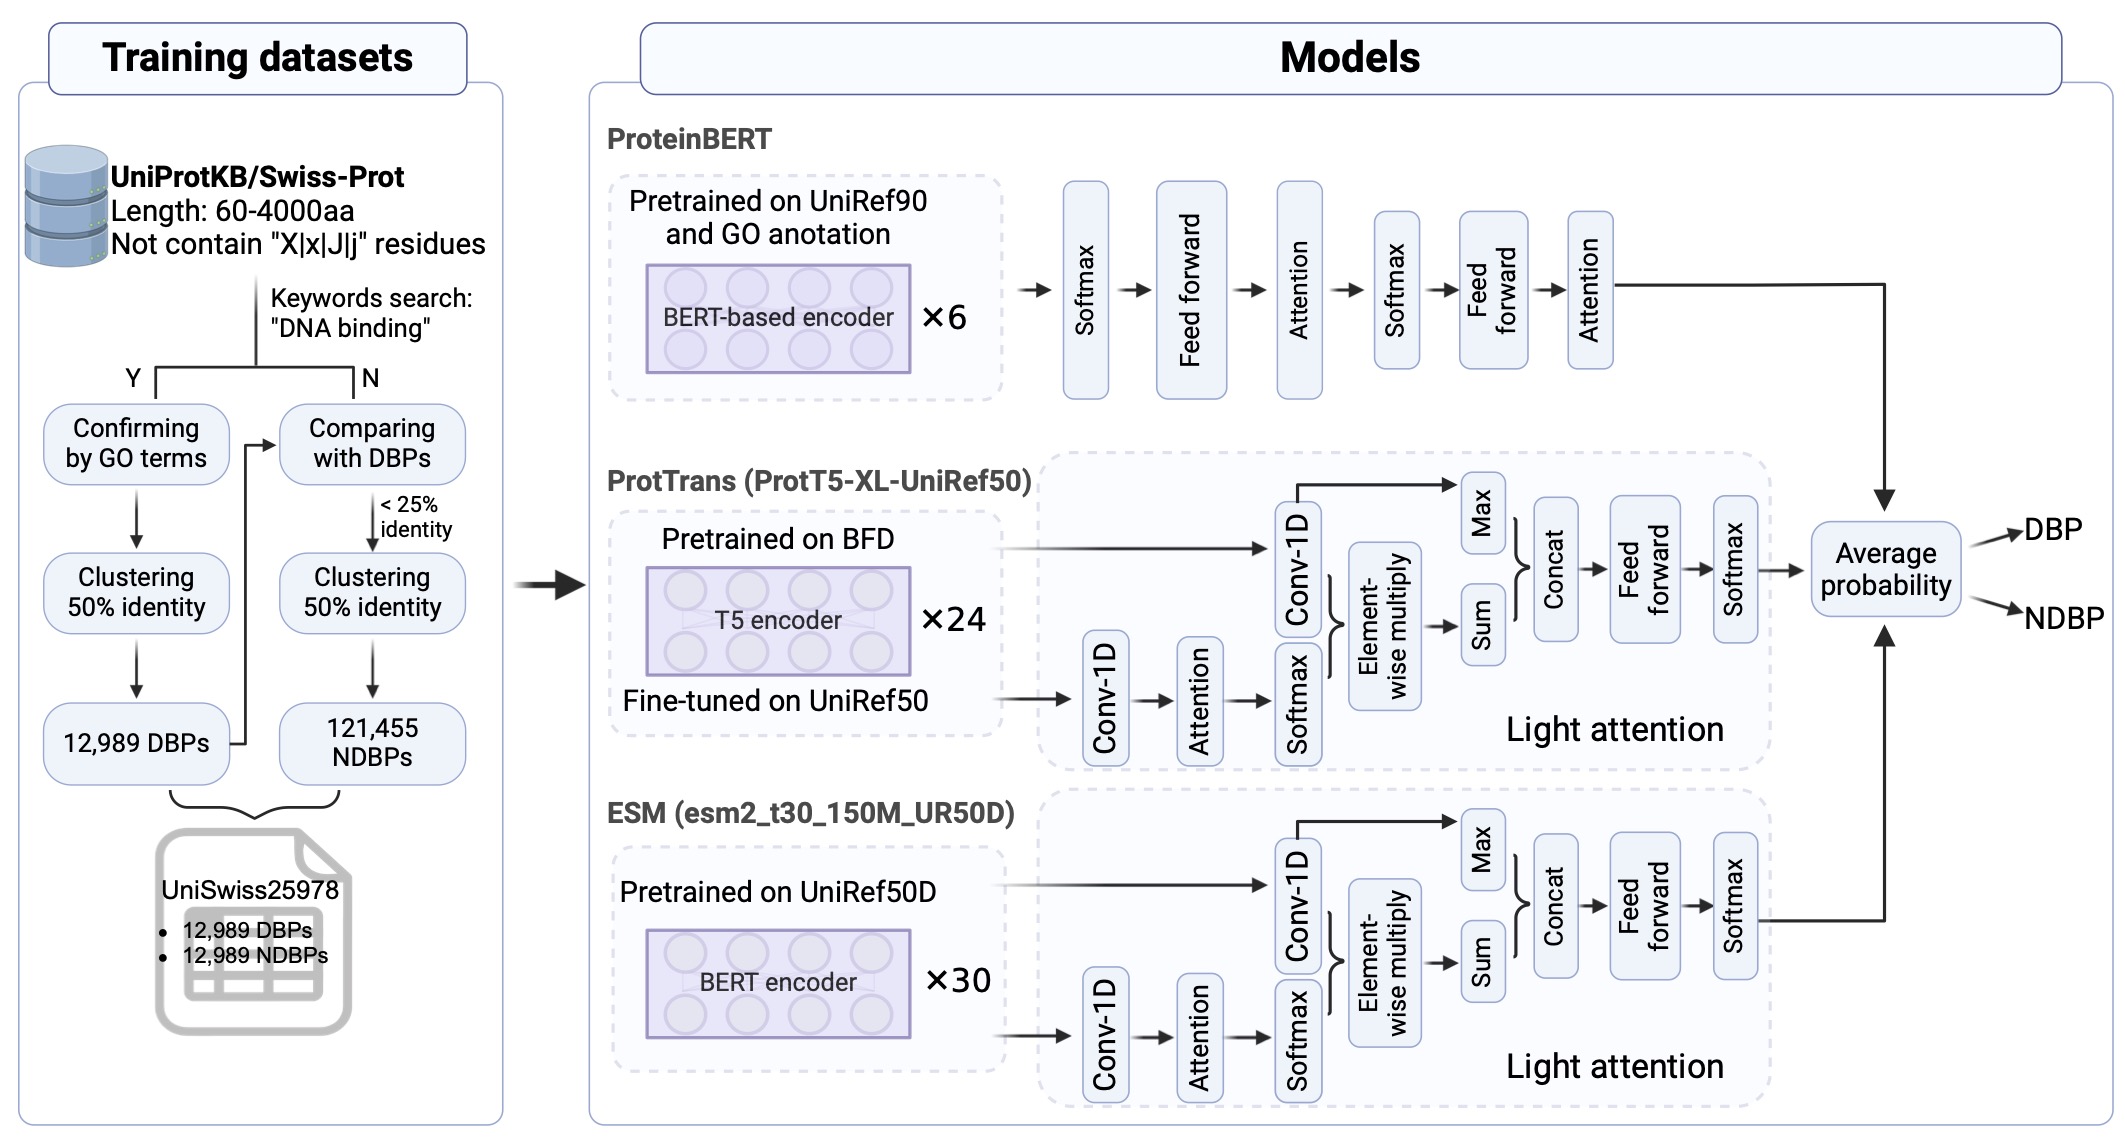 Training datasets
UniProtKB/Swiss-Prot
Length: 60-4000aa
Not contain "X|x|J|j" residues
Keywords search:
"DNA binding"
Y
N
Confirming
by GO terms
Comparing
with DBPs
< 25%
identity
Clustering
50% identity
Clustering
50% identity
12,989 DBPs
121,455
NDBPs
UniSwiss25978
• 12,989 DBPs
• 12,989 NDBPs
Models
ProteinBERT
Pretrained on UniRef90
and GO anotation
BERT-based encoder
×6
Softmax
Feed forward
Attention
Softmax
Feed
forward
Attention
ProtTrans (ProtT5-XL-UniRef50)
Pretrained on BFD
T5 encoder
×24
Fine-tuned on UniRef50
Conv-1D
Attention
Conv-1D
Softmax
Element-
wise multiply
Max
Sum
Concat
Feed
forward
Softmax
Light attention
ESM (esm2_t30_150M_UR50D)
Pretrained on UniRef50D
BERT encoder
×30
Conv-1D
Attention
Conv-1D
Softmax
Element-
wise multiply
Max
Sum
Concat
Feed
forward
Softmax
Light attention
Average
probability
DBP
NDBP